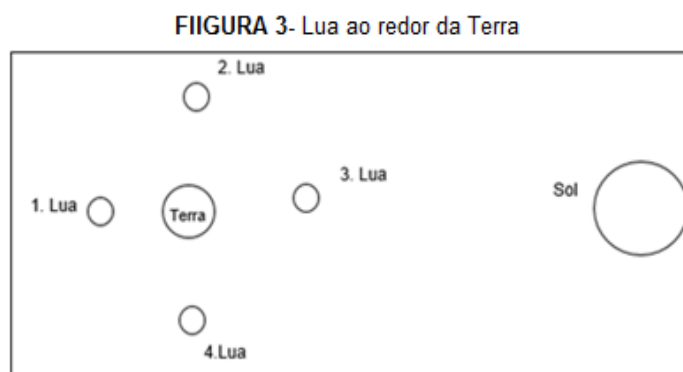 FIIGURA 3- Lua ao redor da Terra
2. Lua
3. Lua
Sol
1. Lua
Terra
4.Lua